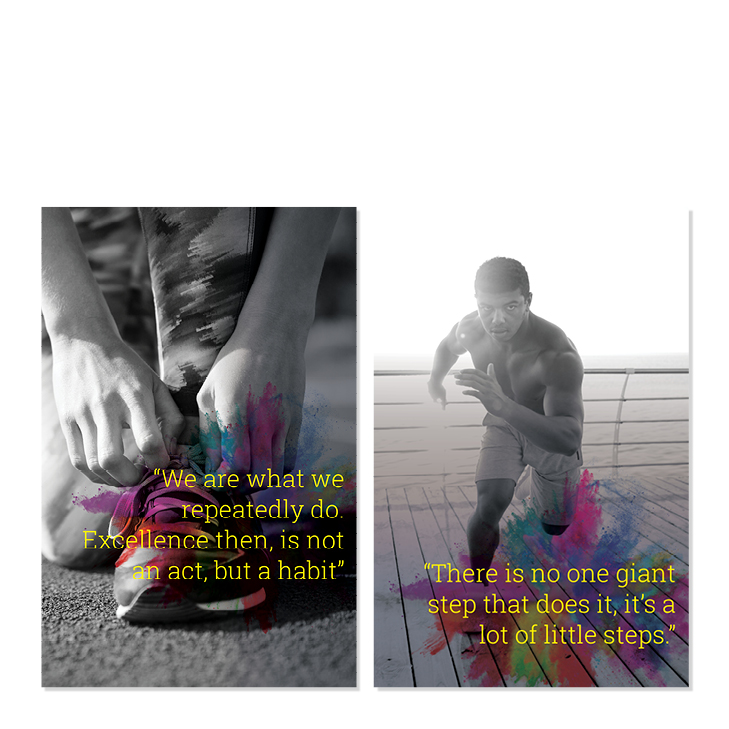 “We are what we
repeatedly do.
Excellence then, is not
an act, but a habit”
“There is no one giant
step that does it, it’s a
lot of little steps.”